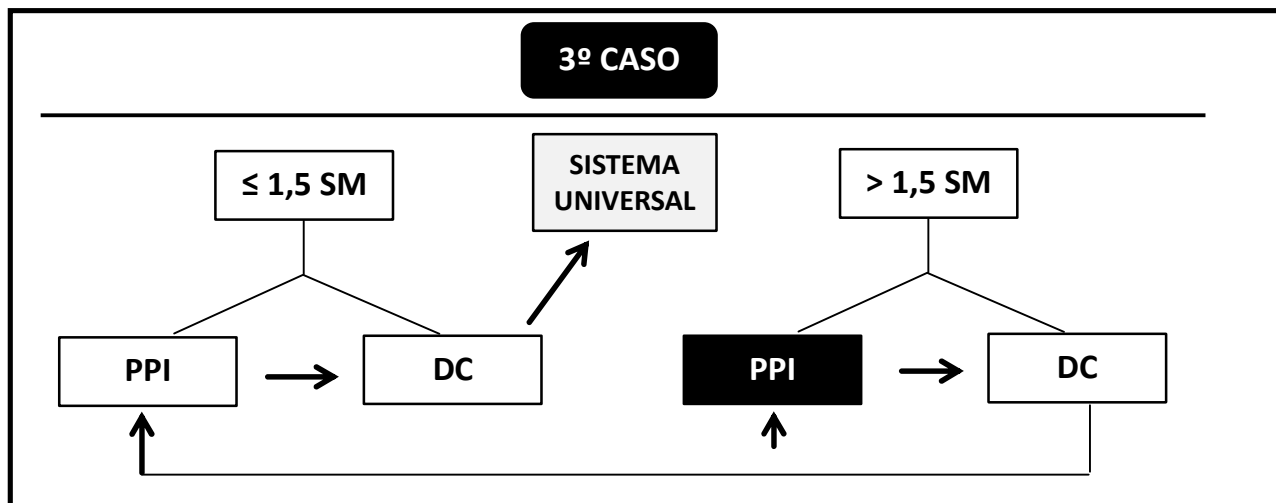 3º CASO
≤ 1,5 SM
SISTEMA
UNIVERSAL
> 1,5 SM
PPI
DC
PPI
DC